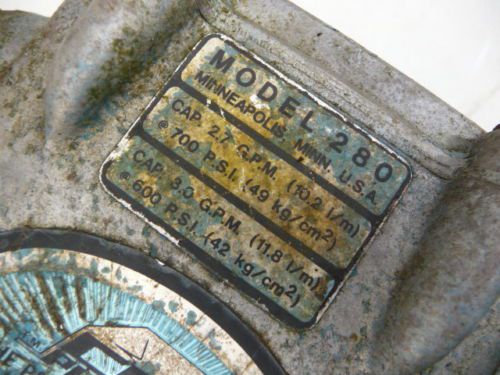 MODEL 280
MINNEAPOLIS, MINN. U.S.A.
CAP. 2.7 G.P.M. (10.2 l/m)
@ 700 P.S.I. (49 kg/cm²)
CAP. 3.0 G.P.M. (11.8 l/m)
@ 600 P.S.I. (42 kg/cm²)
TM